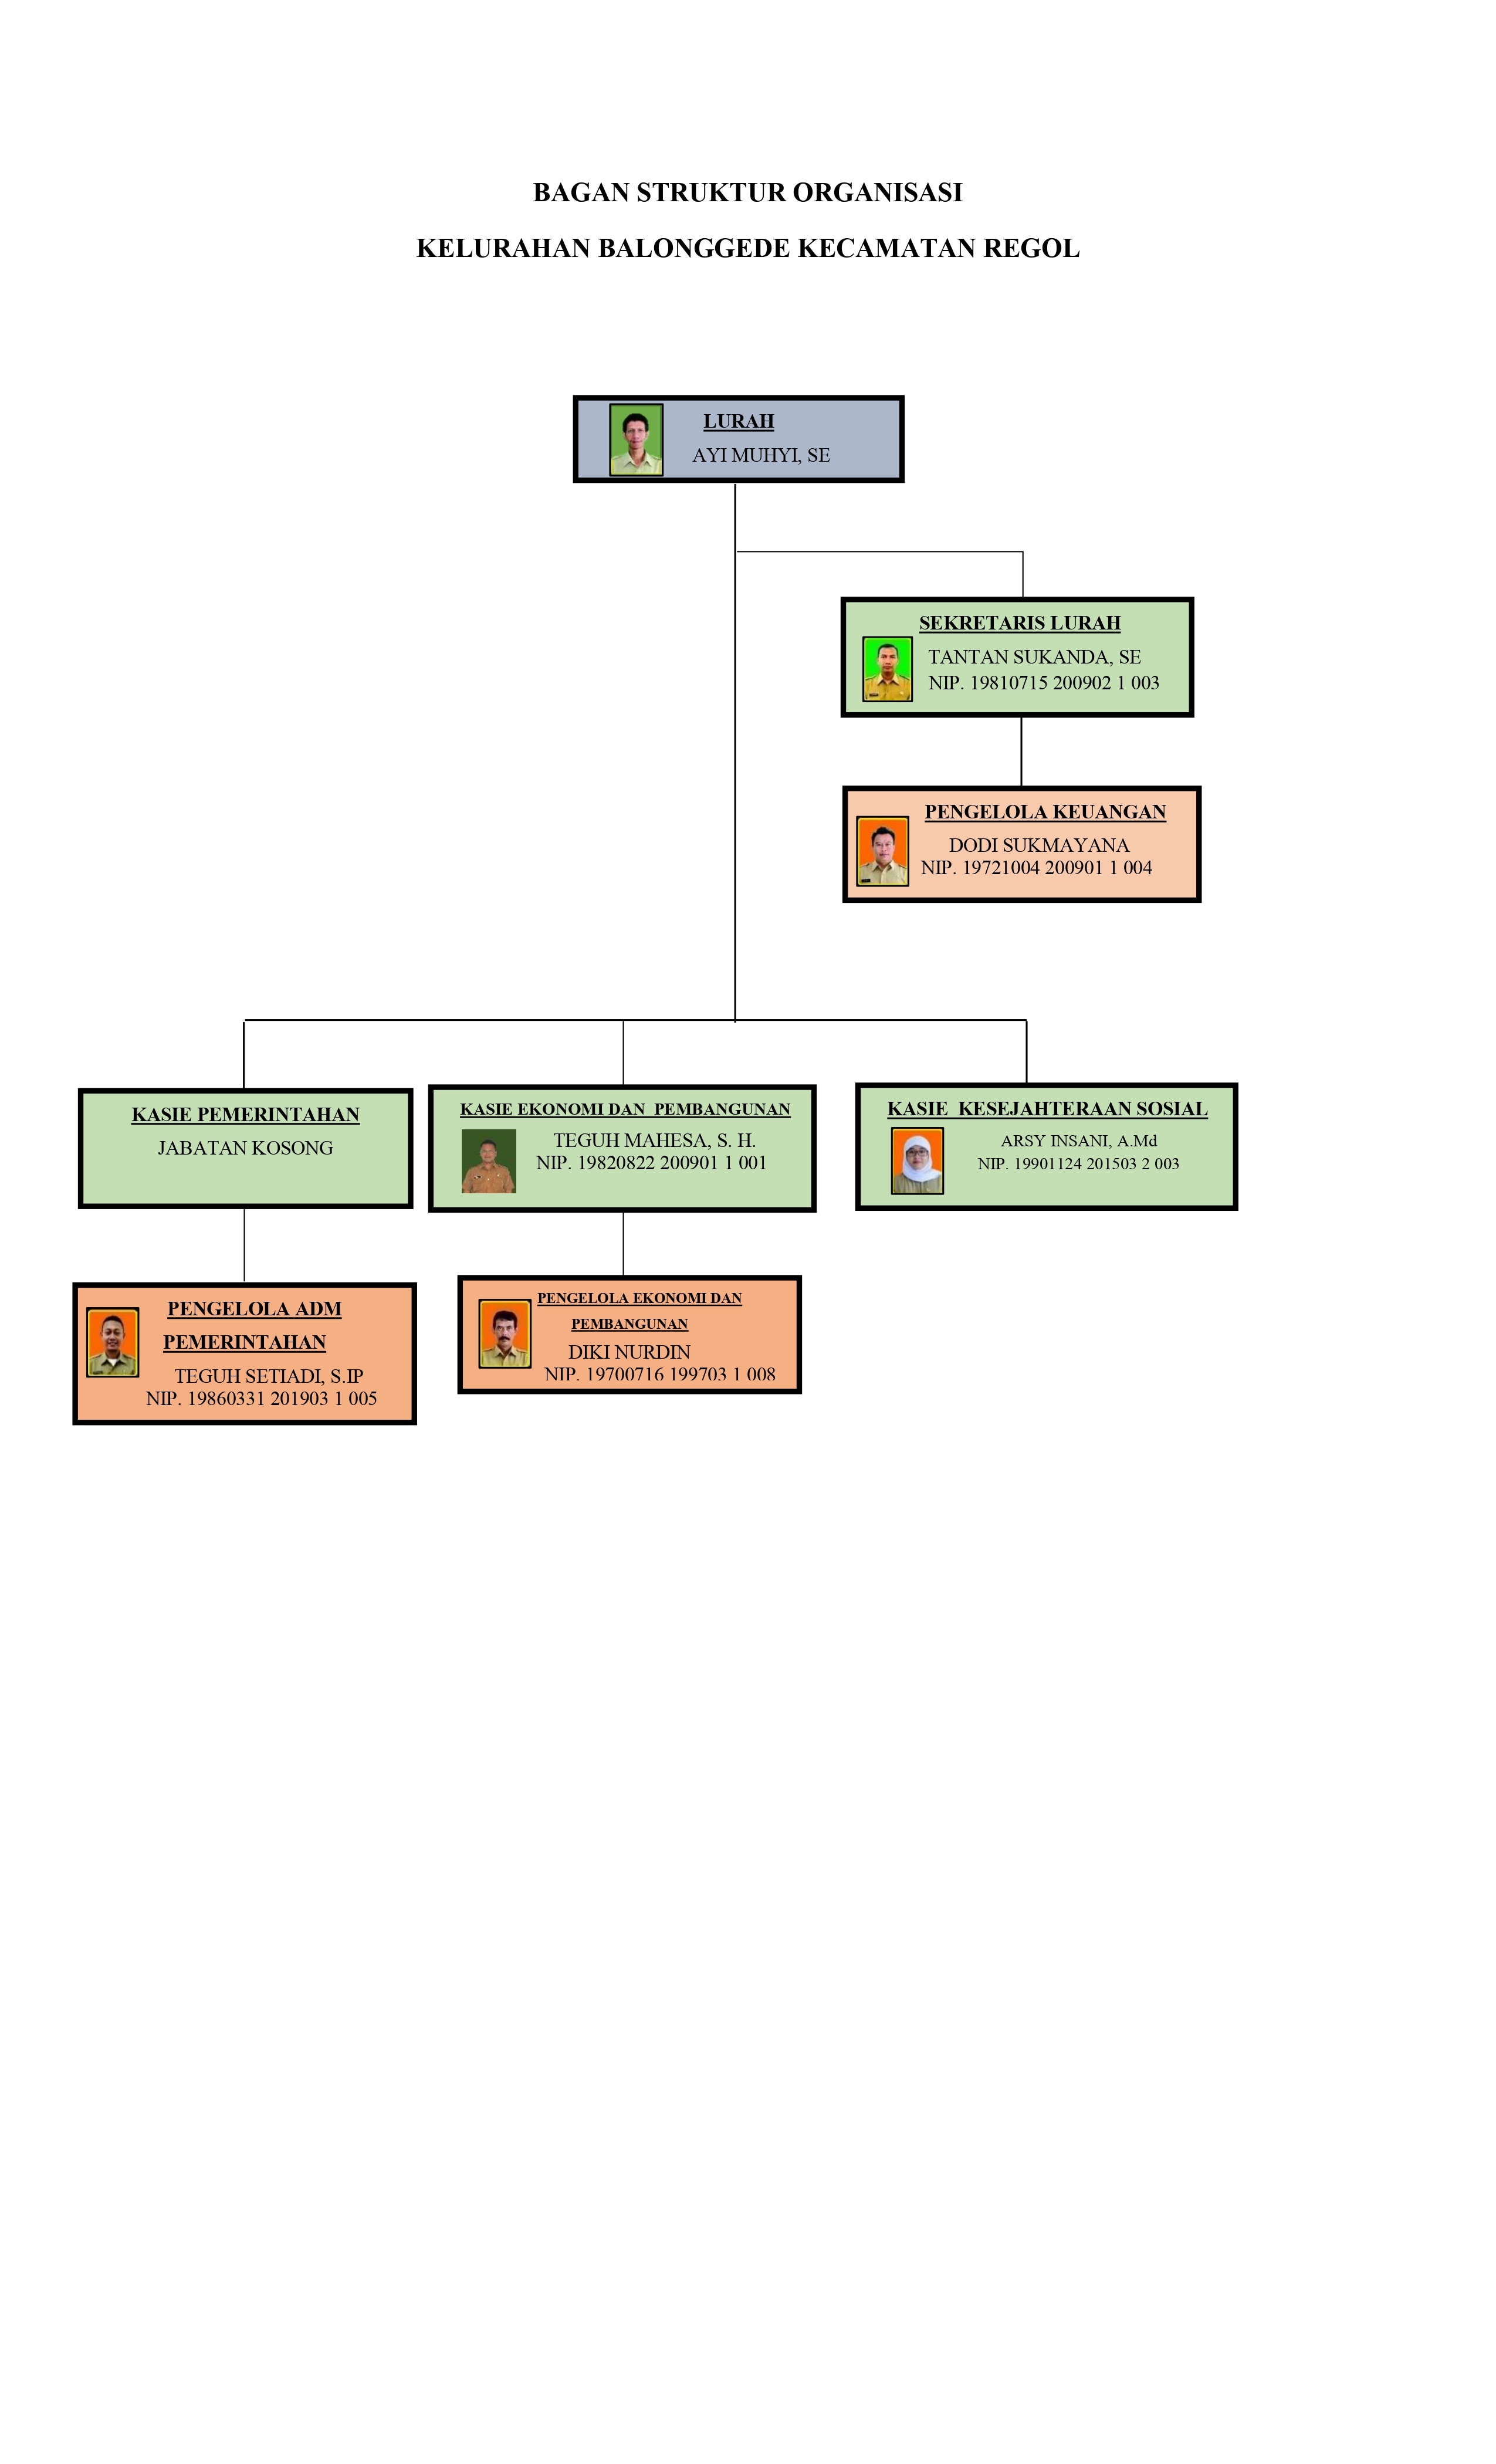 BAGAN STRUKTUR ORGANISASI
KELURAHAN BALONGGEDE KECAMATAN REGOL
LURAH
AYI MUHYI, SE
SEKRETARIS LURAH
TANTAN SUKANDA, SE
NIP. 19810715 200902 1 003
PENGELOLA KEUANGAN
DODI SUKMAYANA
NIP. 19721004 200901 1 004
KASIE PEMERINTAHAN
JABATAN KOSONG
KASIE EKONOMI DAN PEMBANGUNAN
TEGUH MAHESA, S. H.
NIP. 19820822 200901 1 001
KASIE KESEJAHTERAAN SOSIAL
ARSY INSANI, A.Md
NIP. 19901124 201503 2 003
PENGELOLA ADM
PEMERINTAHAN
TEGUH SETIADI, S.IP
NIP. 19860331 201903 1 005
PENGELOLA EKONOMI DAN
PEMBANGUNAN
DIKI NURDIN
NIP. 19700716 199703 1 008